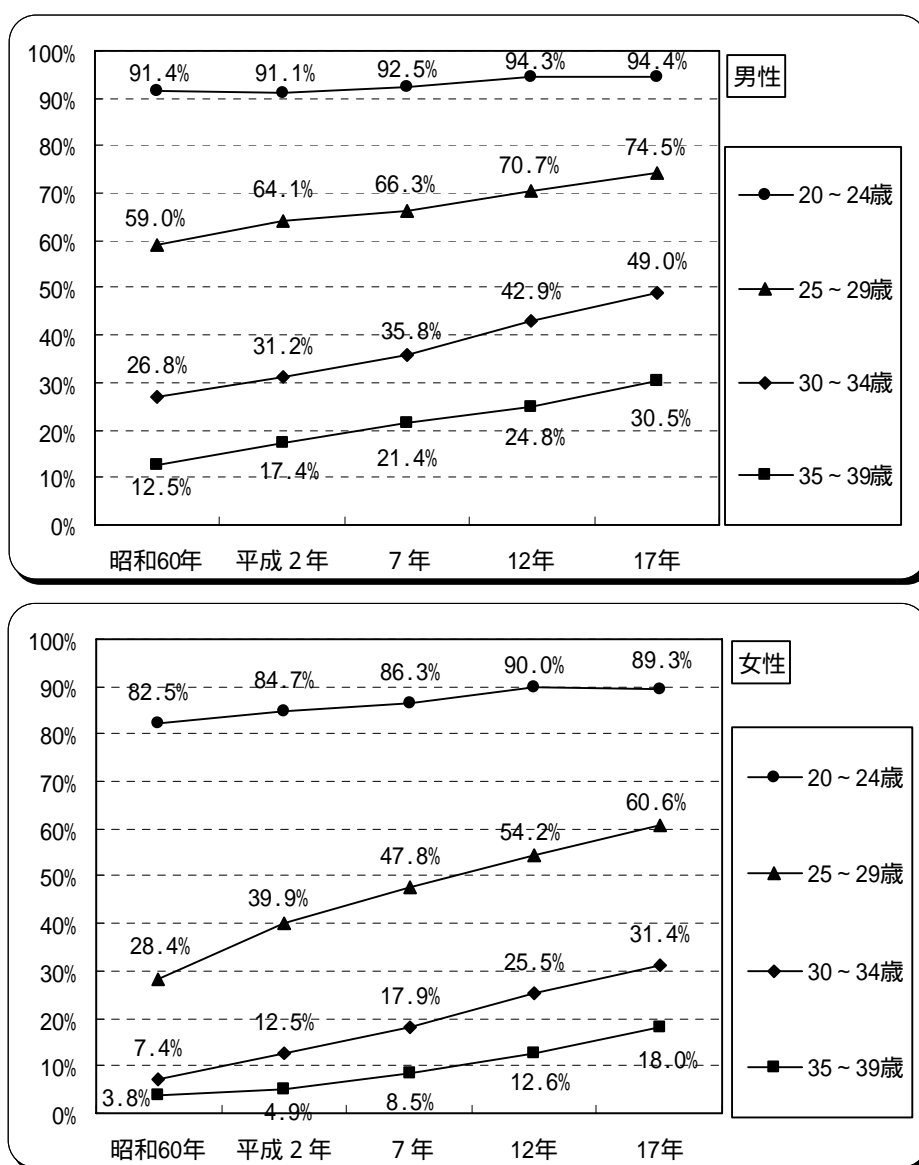 男性
100%
90%
80%
70%
60%
50%
40%
30%
20%
10%
0%
91.4% 91.1% 92.5% 94.3% 94.4%
59.0% 64.1% 66.3% 70.7% 74.5%
26.8% 31.2% 35.8% 42.9% 49.0%
12.5% 17.4% 21.4% 24.8% 30.5%
昭和60年 平成2年 7年 12年 17年
20~24歳
25~29歳
30~34歳
35~39歳
女性
100%
90%
80%
70%
60%
50%
40%
30%
20%
10%
0%
82.5% 84.7% 86.3% 90.0% 89.3%
28.4% 39.9% 47.8% 54.2% 60.6%
7.4% 12.5% 17.9% 25.5% 31.4%
3.8% 4.9% 8.5% 12.6% 18.0%
昭和60年 平成2年 7年 12年 17年
20~24歳
25~29歳
30~34歳
35~39歳